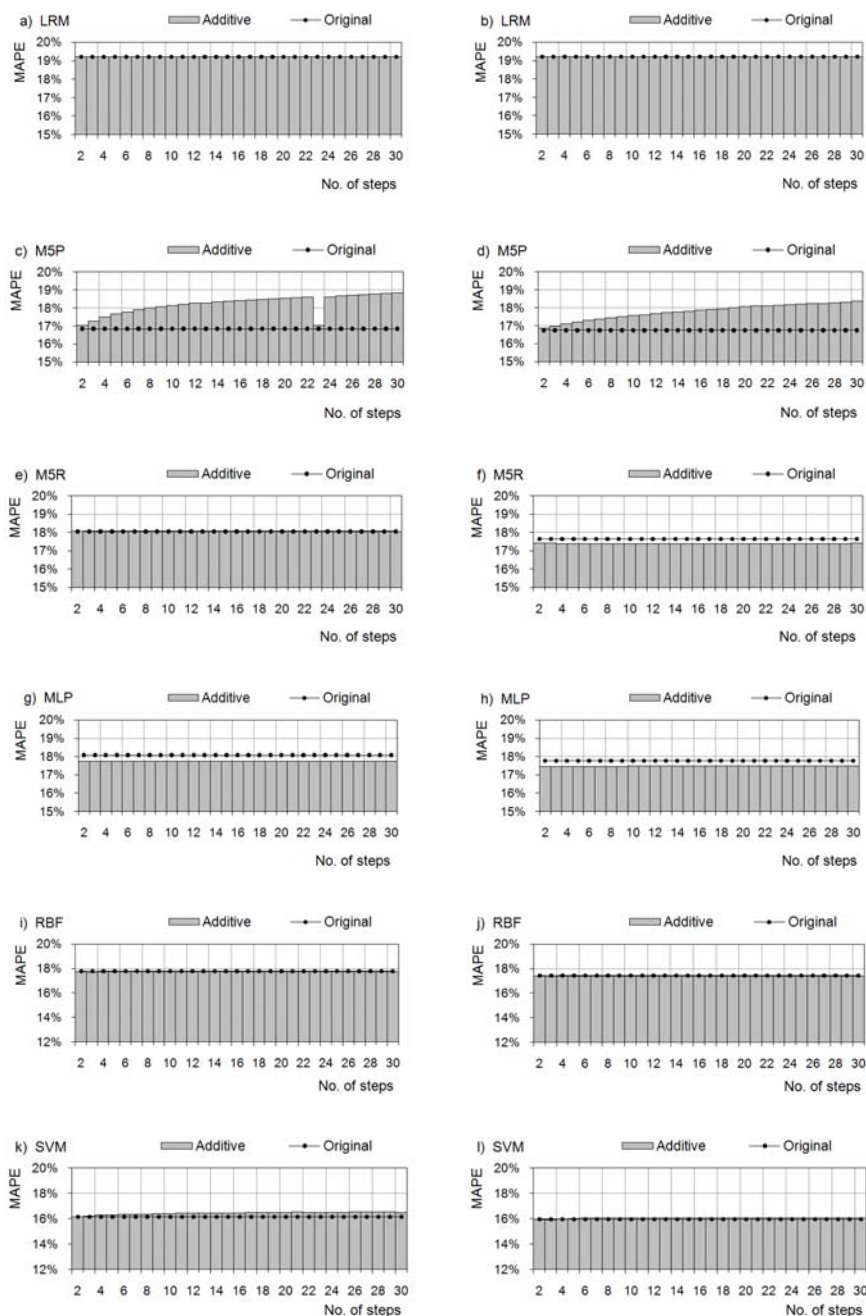 a) LRM Additive Original
MAPE
20%
19%
18%
17%
16%
15%
2 4 6 8 10 12 14 16 18 20 22 24 26 28 30
No. of steps
b) LRM Additive Original
MAPE
20%
19%
18%
17%
16%
15%
2 4 6 8 10 12 14 16 18 20 22 24 26 28 30
No. of steps
c) M5P Additive Original
MAPE
20%
19%
18%
17%
16%
15%
2 4 6 8 10 12 14 16 18 20 22 24 26 28 30
No. of steps
d) M5P Additive Original
MAPE
20%
19%
18%
17%
16%
15%
2 4 6 8 10 12 14 16 18 20 22 24 26 28 30
No. of steps
e) M5R Additive Original
MAPE
20%
19%
18%
17%
16%
15%
2 4 6 8 10 12 14 16 18 20 22 24 26 28 30
No. of steps
f) M5R Additive Original
MAPE
20%
19%
18%
17%
16%
15%
2 4 6 8 10 12 14 16 18 20 22 24 26 28 30
No. of steps
g) MLP Additive Original
MAPE
20%
19%
18%
17%
16%
15%
2 4 6 8 10 12 14 16 18 20 22 24 26 28 30
No. of steps
h) MLP Additive Original
MAPE
20%
19%
18%
17%
16%
15%
2 4 6 8 10 12 14 16 18 20 22 24 26 28 30
No. of steps
i) RBF Additive Original
MAPE
20%
18%
16%
14%
12%
2 4 6 8 10 12 14 16 18 20 22 24 26 28 30
No. of steps
j) RBF Additive Original
MAPE
20%
18%
16%
14%
12%
2 4 6 8 10 12 14 16 18 20 22 24 26 28 30
No. of steps
k) SVM Additive Original
MAPE
20%
18%
16%
14%
12%
2 4 6 8 10 12 14 16 18 20 22 24 26 28 30
No. of steps
l) SVM Additive Original
MAPE
20%
18%
16%
14%
12%
2 4 6 8 10 12 14 16 18 20 22 24 26 28 30
No. of steps